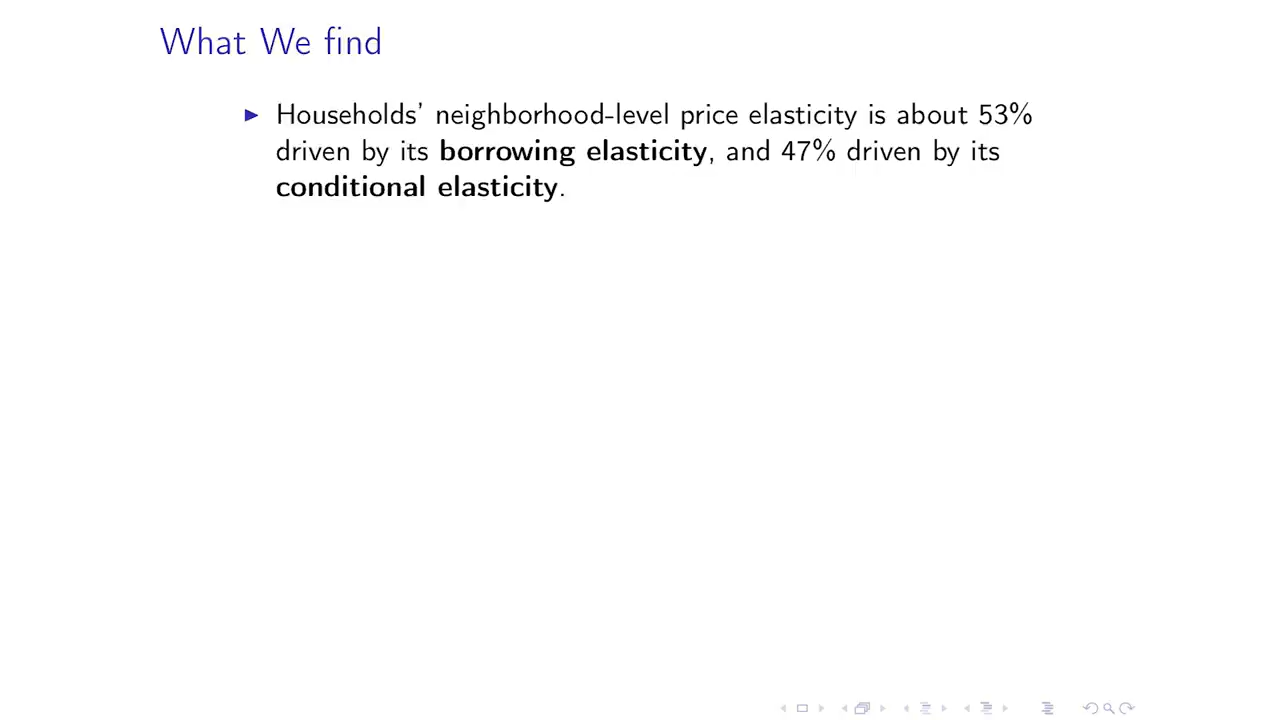 What We find
Households’ neighborhood-level price elasticity is about 53%
driven by its borrowing elasticity, and 47% driven by its
conditional elasticity.